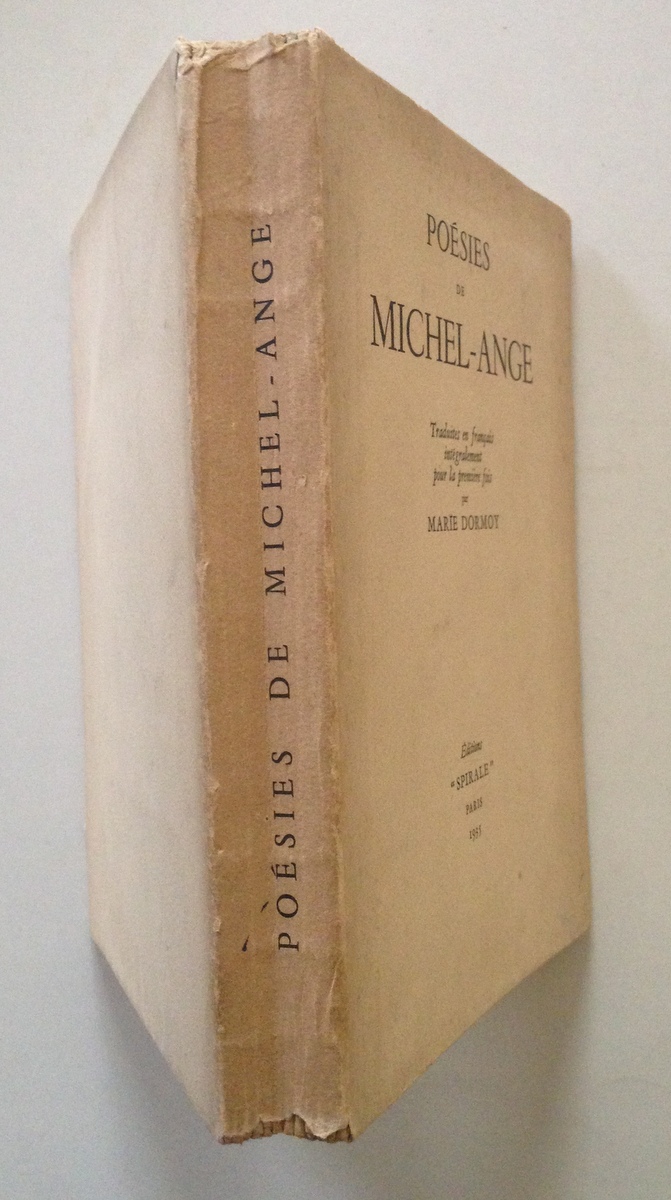 POÉSIES DE MICHEL-ANGE
POÉSIES
DE
MICHEL-ANGE
Traduites en français
intégralement
pour la première fois
par
MARIE DORMOY
Éditions
"SPIRALE"
PARIS
1955